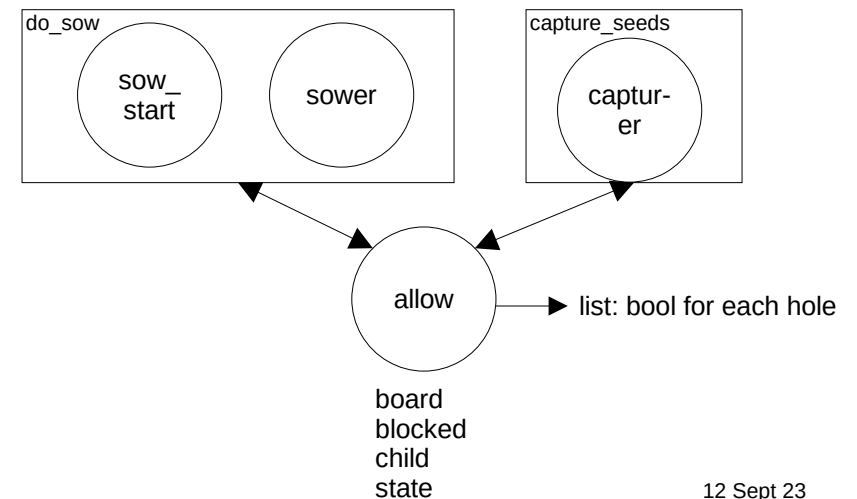 do_sow
capture_seeds
sow_
start
sower
captur-
er
allow
list: bool for each hole
board
blocked
child
state
12 Sept 23